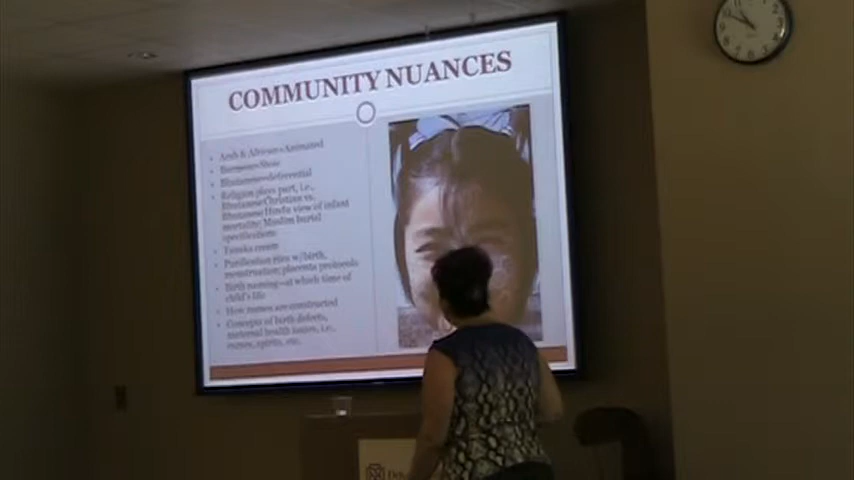 COMMUNITY NUANCES
Arab & African=Animated
Burmese=Show
Bhutanese=deferential
Religion plays part, i.e.,
Bhutanese Christian vs.
Bhutanese Hindu view of infant
mortality; Muslim burial
specifications
cream
Purification rites w/birth,
menstruation; placenta protocols
Birth naming—at which time of
child's life
How names are constructed
Concepts of birth defects,
maternal health issues, i.e.,
curses, spirits, etc.